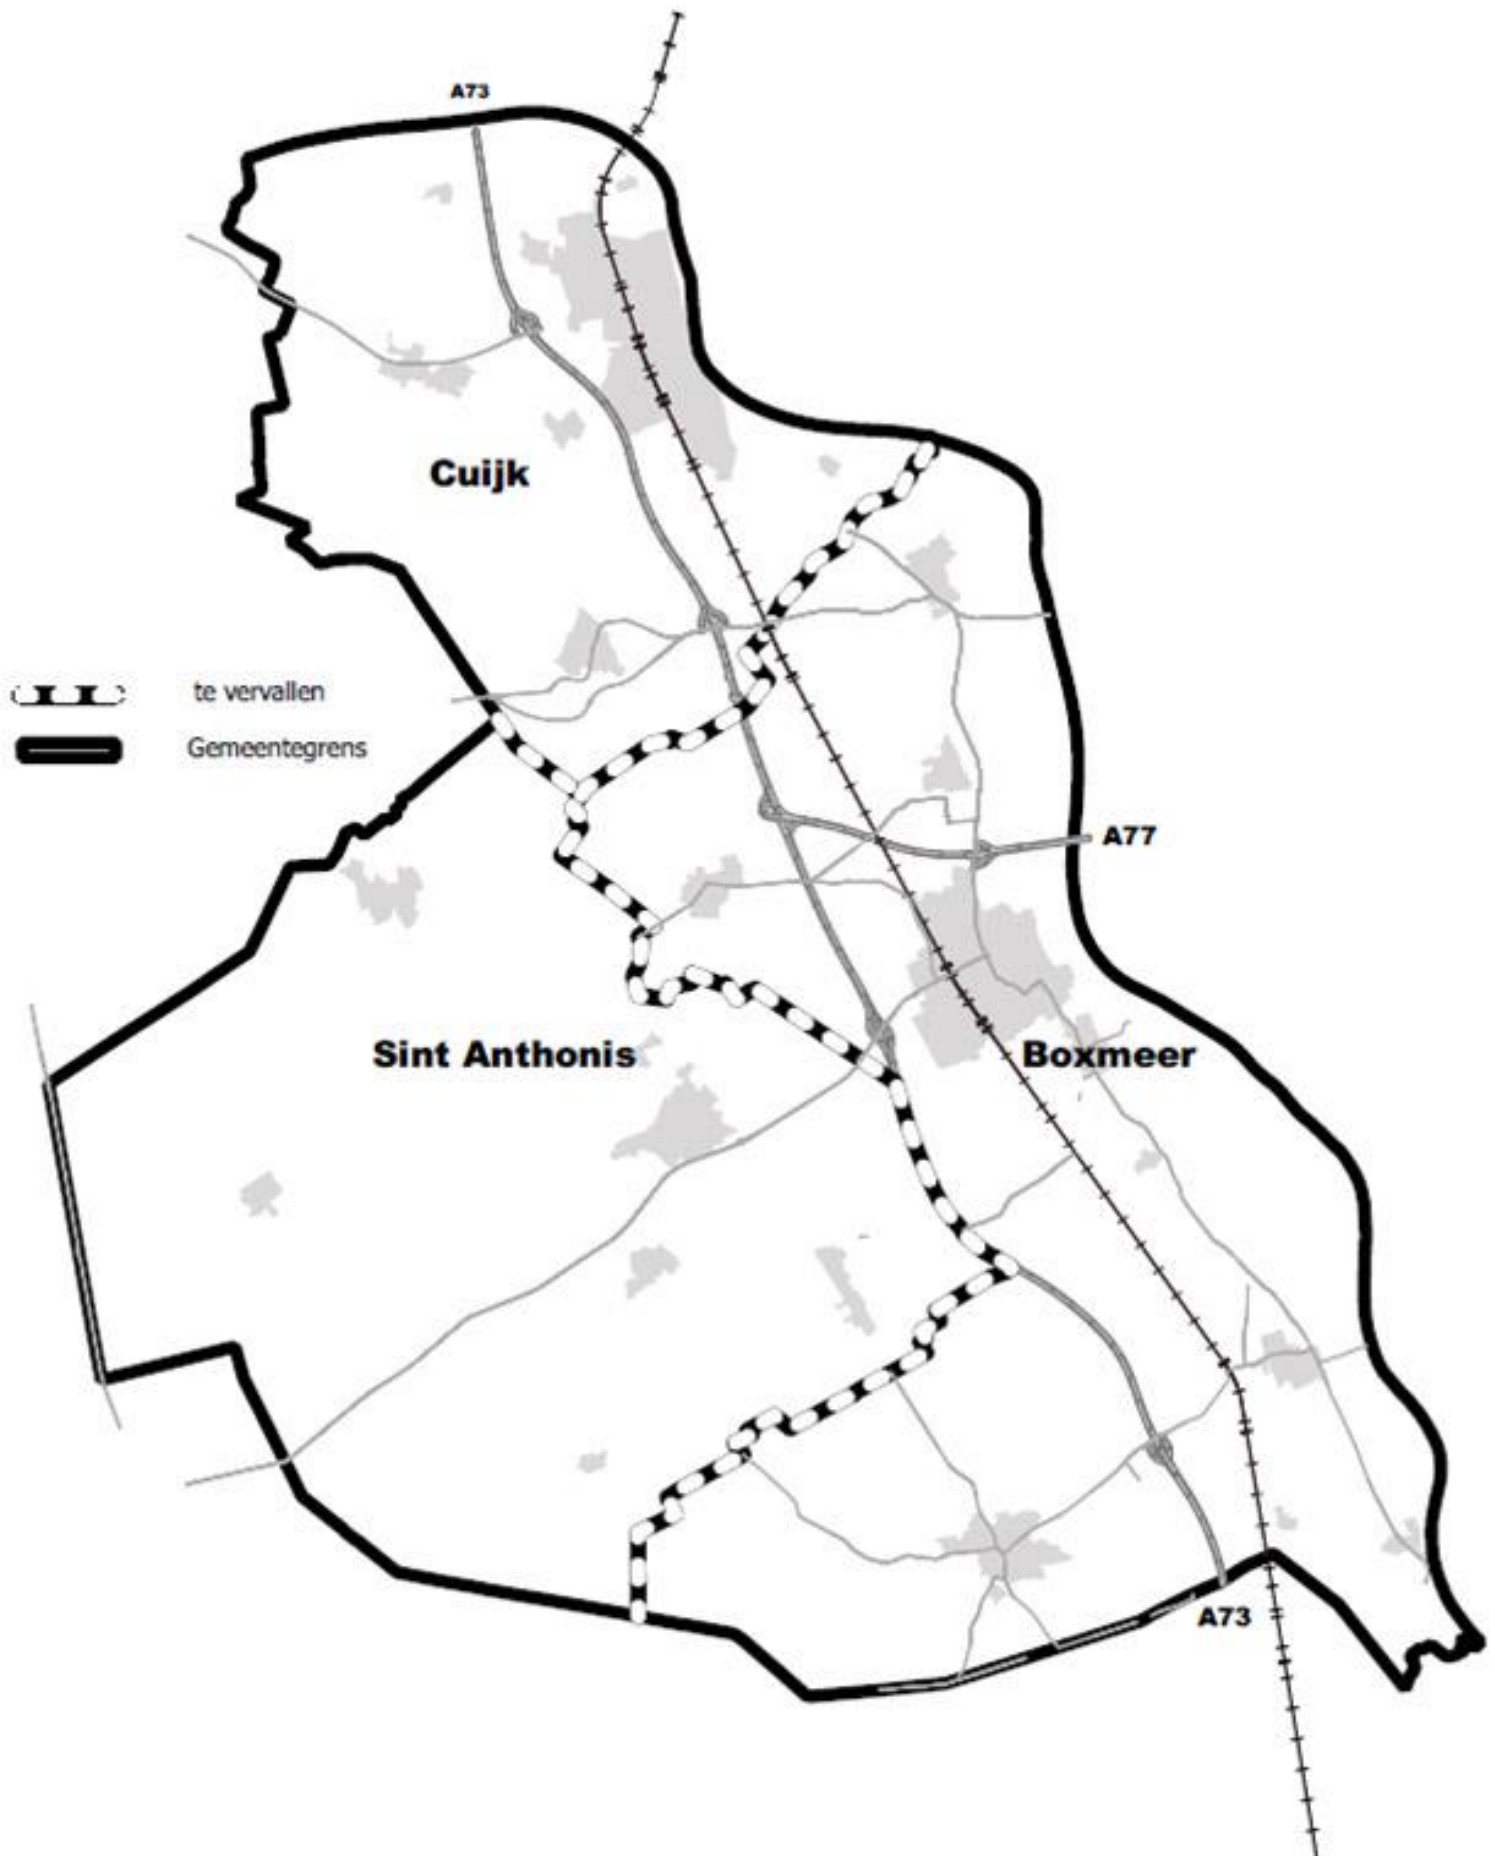 A73
Cuijk
te vervallen
Gemeentegrens
A77
Sint Anthonis
Boxmeer
A73